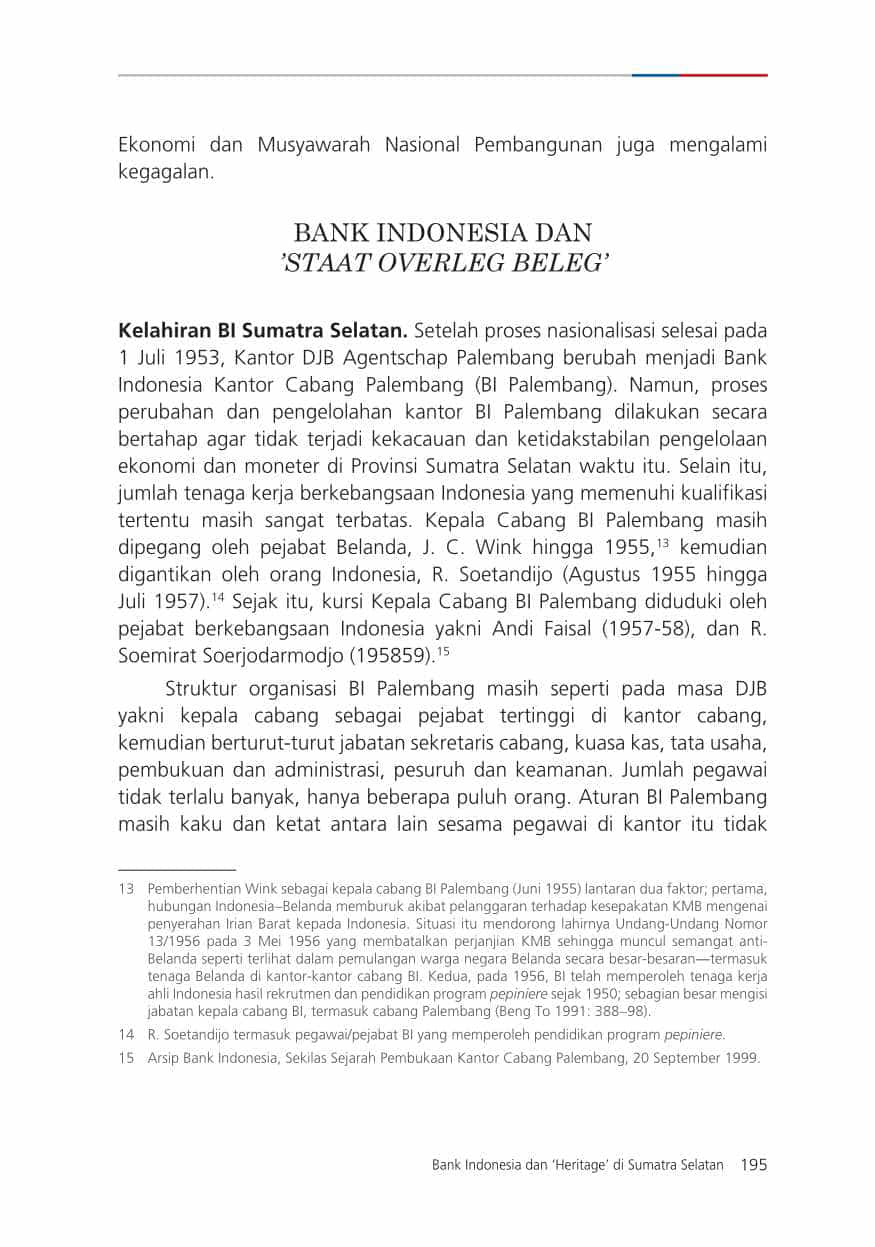 Ekonomi dan Musyawarah Nasional Pembangunan juga mengalami
kegagalan.
BANK INDONESIA DAN
’STAAT OVERLEG BELEG’
Kelahiran BI Sumatra Selatan. Setelah proses nasionalisasi selesai pada
1 Juli 1953, Kantor DJB Agentschap Palembang berubah menjadi Bank
Indonesia Kantor Cabang Palembang (BI Palembang). Namun, proses
perubahan dan pengelolahan kantor BI Palembang dilakukan secara
bertahap agar tidak terjadi kekacauan dan ketidakstabilan pengelolaan
ekonomi dan moneter di Provinsi Sumatra Selatan waktu itu. Selain itu,
jumlah tenaga kerja berkebangsaan Indonesia yang memenuhi kualifikasi
tertentu masih sangat terbatas. Kepala Cabang BI Palembang masih
dipegang oleh pejabat Belanda, J. C. Wink hingga 1955,¹³ kemudian
digantikan oleh orang Indonesia, R. Soetandijo (Agustus 1955 hingga
Juli 1957).¹⁴ Sejak itu, kursi Kepala Cabang BI Palembang diduduki oleh
pejabat berkebangsaan Indonesia yakni Andi Faisal (1957-58), dan R.
Soemirat Soerjodarmodjo (195859).¹⁵
Struktur organisasi BI Palembang masih seperti pada masa DJB
yakni kepala cabang sebagai pejabat tertinggi di kantor cabang,
kemudian berturut-turut jabatan sekretaris cabang, kuasa kas, tata usaha,
pembukuan dan administrasi, pesuruh dan keamanan. Jumlah pegawai
tidak terlalu banyak, hanya beberapa puluh orang. Aturan BI Palembang
masih kaku dan ketat antara lain sesama pegawai di kantor itu tidak
13 Pemberhentian Wink sebagai kepala cabang BI Palembang (Juni 1955) lantaran dua faktor; pertama,
hubungan Indonesia–Belanda memburuk akibat pelanggaran terhadap kesepakatan KMB mengenai
penyerahan Irian Barat kepada Indonesia. Situasi itu mendorong lahirnya Undang-Undang Nomor
13/1956 pada 3 Mei 1956 yang membatalkan perjanjian KMB sehingga muncul semangat anti-
Belanda seperti terlihat dalam pemulangan warga negara Belanda secara besar-besaran—termasuk
tenaga Belanda di kantor-kantor cabang BI. Kedua, pada 1956, BI telah memperoleh tenaga kerja
ahli Indonesia hasil rekrutmen dan pendidikan program pepiniere sejak 1950; sebagian besar mengisi
jabatan kepala cabang BI, termasuk cabang Palembang (Beng To 1991: 388–98).
14 R. Soetandijo termasuk pegawai/pejabat BI yang memperoleh pendidikan program pepiniere.
15 Arsip Bank Indonesia, Sekilas Sejarah Pembukaan Kantor Cabang Palembang, 20 September 1999.
Bank Indonesia dan ‘Heritage’ di Sumatra Selatan 195